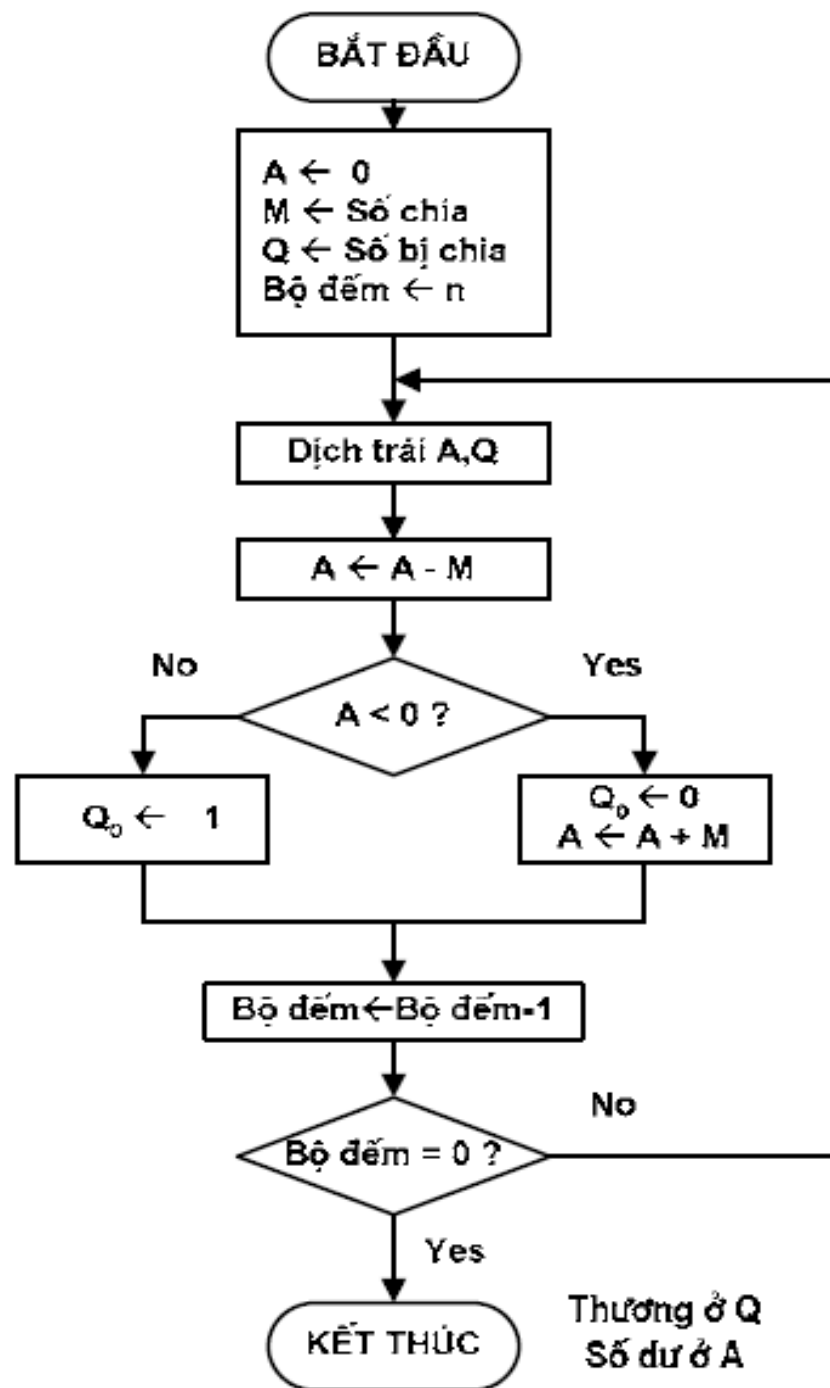 BẮT ĐẦU
A ← 0
M ← Số chia
Q ← Số bị chia
Bộ đếm ← n
Dịch trái A,Q
A ← A - M
No
Yes
A < 0 ?
Q₀ ← 1
Q₀ ← 0
A ← A + M
Bộ đếm←Bộ đếm-1
No
Bộ đếm = 0 ?
Yes
KẾT THÚC
Thương ở Q
Số dư ở A